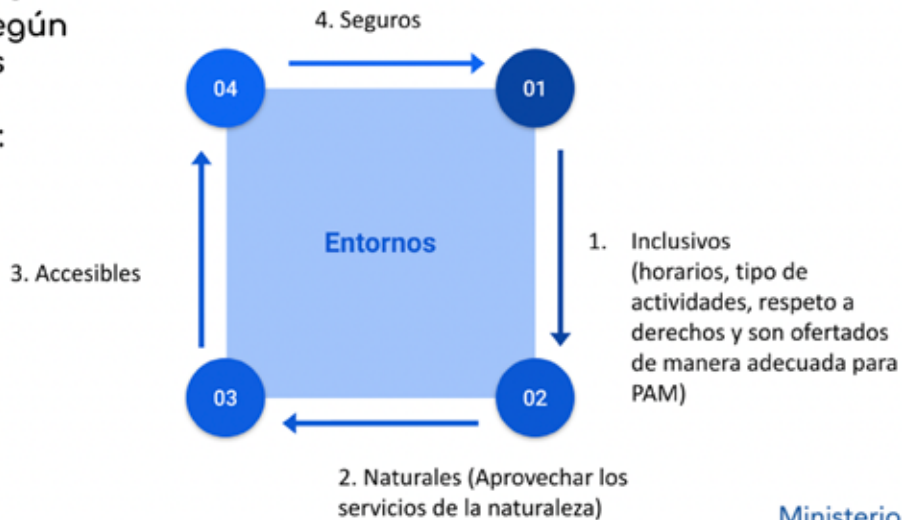 egún
s
:
4. Seguros
04
01
Entornos
3. Accesibles
1. Inclusivos
(horarios, tipo de
actividades, respeto a
derechos y son ofertados
de manera adecuada para
PAM)
03
02
2. Naturales (Aprovechar los
servicios de la naturaleza)
Ministerio